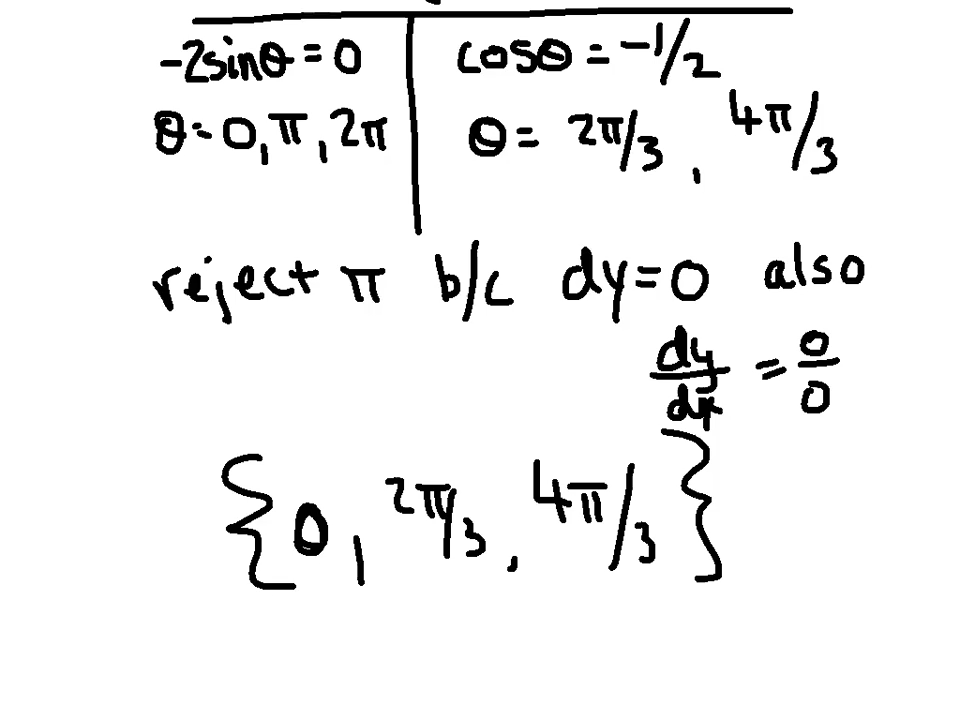 -2sinθ = 0
cosθ = -1/2
θ = 0, π, 2π
θ = 2π/3, 4π/3
reject π b/c dy = 0 also
dy/dx = 0/0
{0, 2π/3, 4π/3}